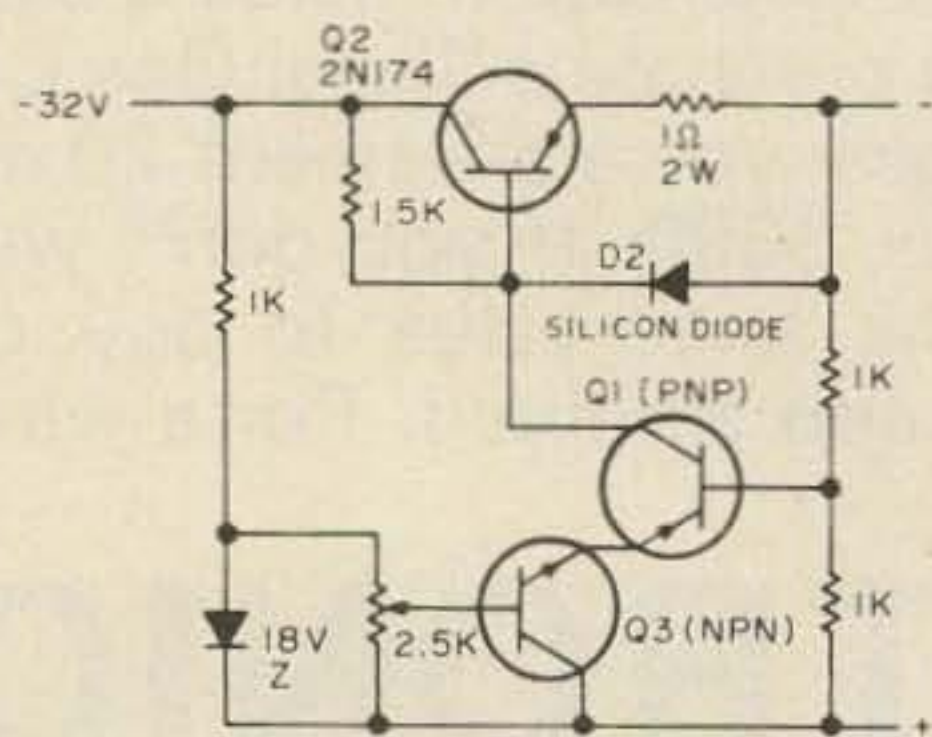 Q2
2N174
-32V
-
1Ω
2W
1.5K
D2
1K
SILICON DIODE
1K
Q1 (PNP)
18V
Z
2.5K
Q3 (NPN)
1K
+